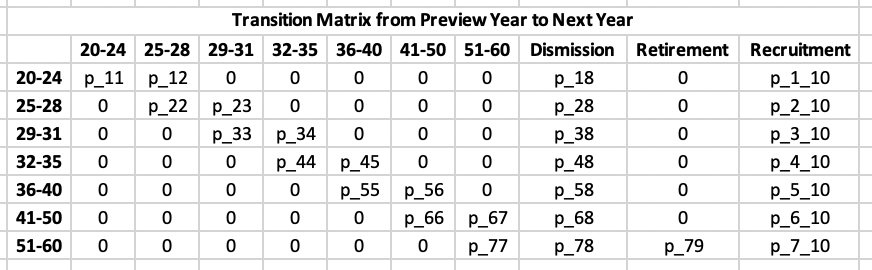 Transition Matrix from Preview Year to Next Year
20-24 25-28 29-31 32-35 36-40 41-50 51-60 Dismission Retirement Recruitment
20-24 p_11 p_12 0 0 0 0 0 p_18 0 p_1_10
25-28 0 p_22 p_23 0 0 0 0 p_28 0 p_2_10
29-31 0 0 p_33 p_34 0 0 0 p_38 0 p_3_10
32-35 0 0 0 p_44 p_45 0 0 p_48 0 p_4_10
36-40 0 0 0 0 p_55 p_56 0 p_58 0 p_5_10
41-50 0 0 0 0 0 p_66 p_67 p_68 0 p_6_10
51-60 0 0 0 0 0 0 p_77 p_78 p_79 p_7_10